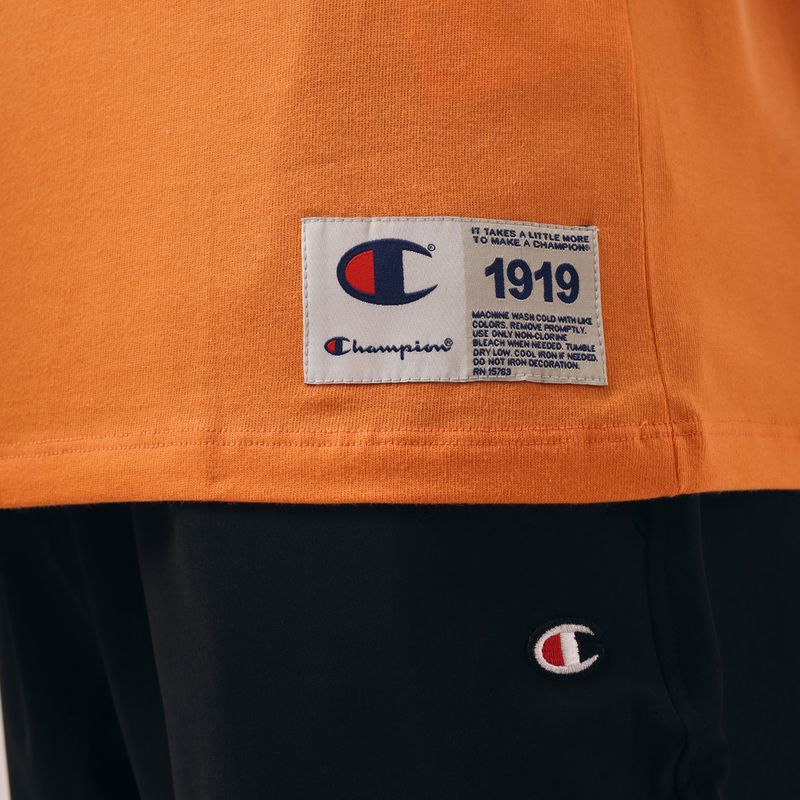 Champion®
IT TAKES A LITTLE MORE
TO MAKE A CHAMPION®
1919
MACHINE WASH COLD WITH LIKE
COLORS. REMOVE PROMPTLY.
USE ONLY NON-CLORINE
BLEACH WHEN NEEDED. TUMBLE
DRY LOW. COOL IRON IF NEEDED.
DO NOT IRON DECORATION.
RN 15763